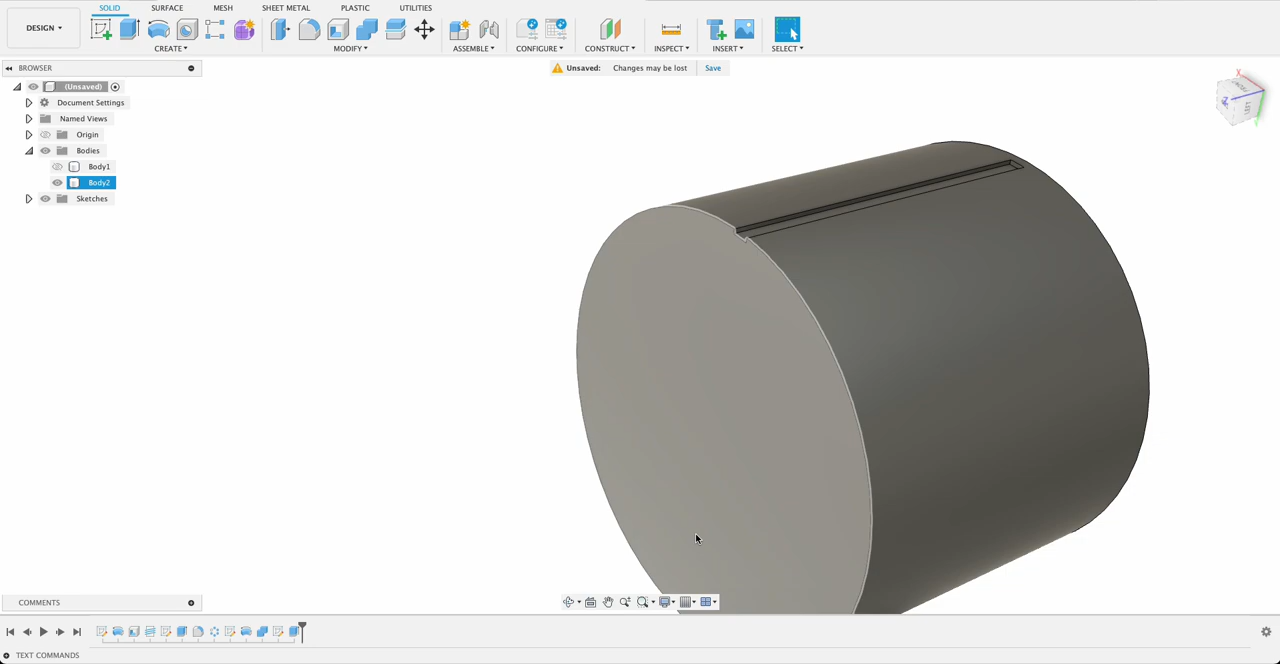 DESIGN
SOLID SURFACE MESH SHEET METAL PLASTIC UTILITIES
CREATE MODIFY ASSEMBLE CONFIGURE CONSTRUCT INSPECT INSERT SELECT
BROWSER
Unsaved: Changes may be lost Save
(Unsaved)
Document Settings
Named Views
Origin
Bodies
Body1
Body2
Sketches
X
LEFT
Y
COMMENTS
TEXT COMMANDS